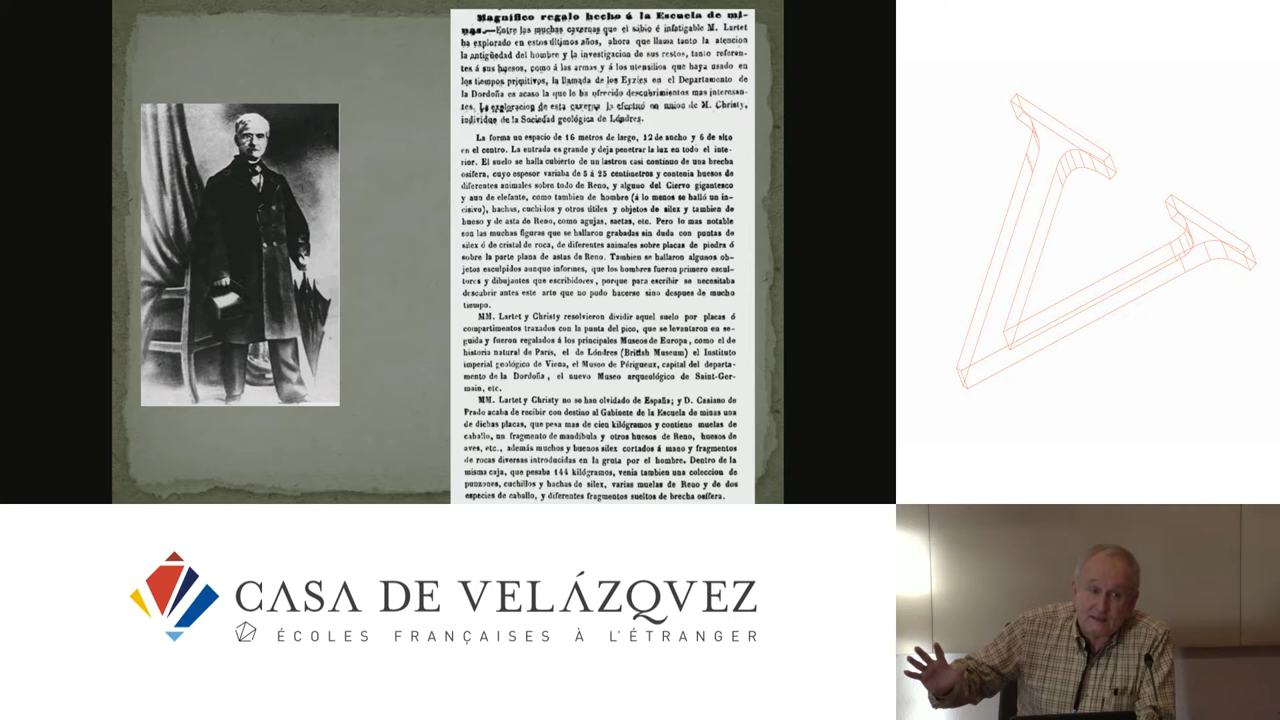 Magnífico regalo hecho á la Escuela de mi-
nas.—Entre las muchas cavernas que el sábio é infatigable M. Lartet
ha explorado en estos últimos años, ahora que llama tanto la atencion
la antigüedad del hombre y la investigacion de sus restos, tanto referen-
tes á sus huesos, como á las armas y á los utensilios que haya usado en
los tiempos primitivos, la llamada de los Eyzies en el Departamento de
la Dordoña es acaso la que le ha ofrecido descubrimientos mas interesan-
tes. La exploracion de esta caverna la efectuó en union de M. Christy,
individuo de la Sociedad geológica de Lóndres.
La forma un espacio de 16 metros de largo, 12 de ancho y 6 de alto
en el centro. La entrada es grande y deja penetrar la luz en todo el inte-
rior. El suelo se halla cubierto de un lastron casi contínuo de una brecha
osífera, cuyo espesor variaba de 5 á 25 centímetros y contenia huesos de
diferentes animales sobre todo de Reno, y alguno del Ciervo gigantesco
y aun de elefante, como tambien de hombre (á lo menos se halló un in-
cisivo), hachas, cuchillos y otros útiles y objetos de silex y tambien de
hueso y de asta de Reno, como agujas, saetas, etc. Pero lo mas notable
son las muchas figuras que se hallaron grabadas sin duda con puntas de
silex ó de cristal de roca, de diferentes animales sobre placas de piedra ó
sobre la parte plana de astas de Reno. Tambien se hallaron algunos ob-
jetos esculpidos aunque informes, que los hombres fueron primero escul-
tores y dibujantes que escribidores, porque para escribir se necesitaba
descubrir antes este arte que no pudo hacerse sino despues de mucho
tiempo.
MM. Lartet y Christy resolvieron dividir aquel suelo por placas ó
compartimentos trazados con la punta del pico, que se levantaron en se-
guida y fueron regalados á los principales Museos de Europa, como el de
historia natural de París, el de Lóndres (British Museum) el Instituto
imperial geológico de Viena, el Museo de Périgueux, capital del departa-
mento de la Dordoña, el nuevo Museo arqueológico de Saint-Ger-
main, etc.
MM. Lartet y Christy no se han olvidado de España; y D. Casiano de
Prado acaba de recibir con destino al Gabinete de la Escuela de minas una
de dichas placas, que pesa mas de cien kilógramos y contiene muelas de
caballo, un fragmento de mandíbula y otros huesos de Reno, huesos de
aves, etc., además muchos y buenos silex cortados á mano y fragmentos
de rocas diversas introducidas en la gruta por el hombre. Dentro de la
misma caja, que pesaba 144 kilógramos, venia tambien una coleccion de
punzones, cuchillos y hachas de silex, varias muelas de Reno y de dos
especies de caballo, y diferentes fragmentos sueltos de brecha osífera.
CASA DE VELÁZQVEZ
ÉCOLES FRANÇAISES À L'ÉTRANGER